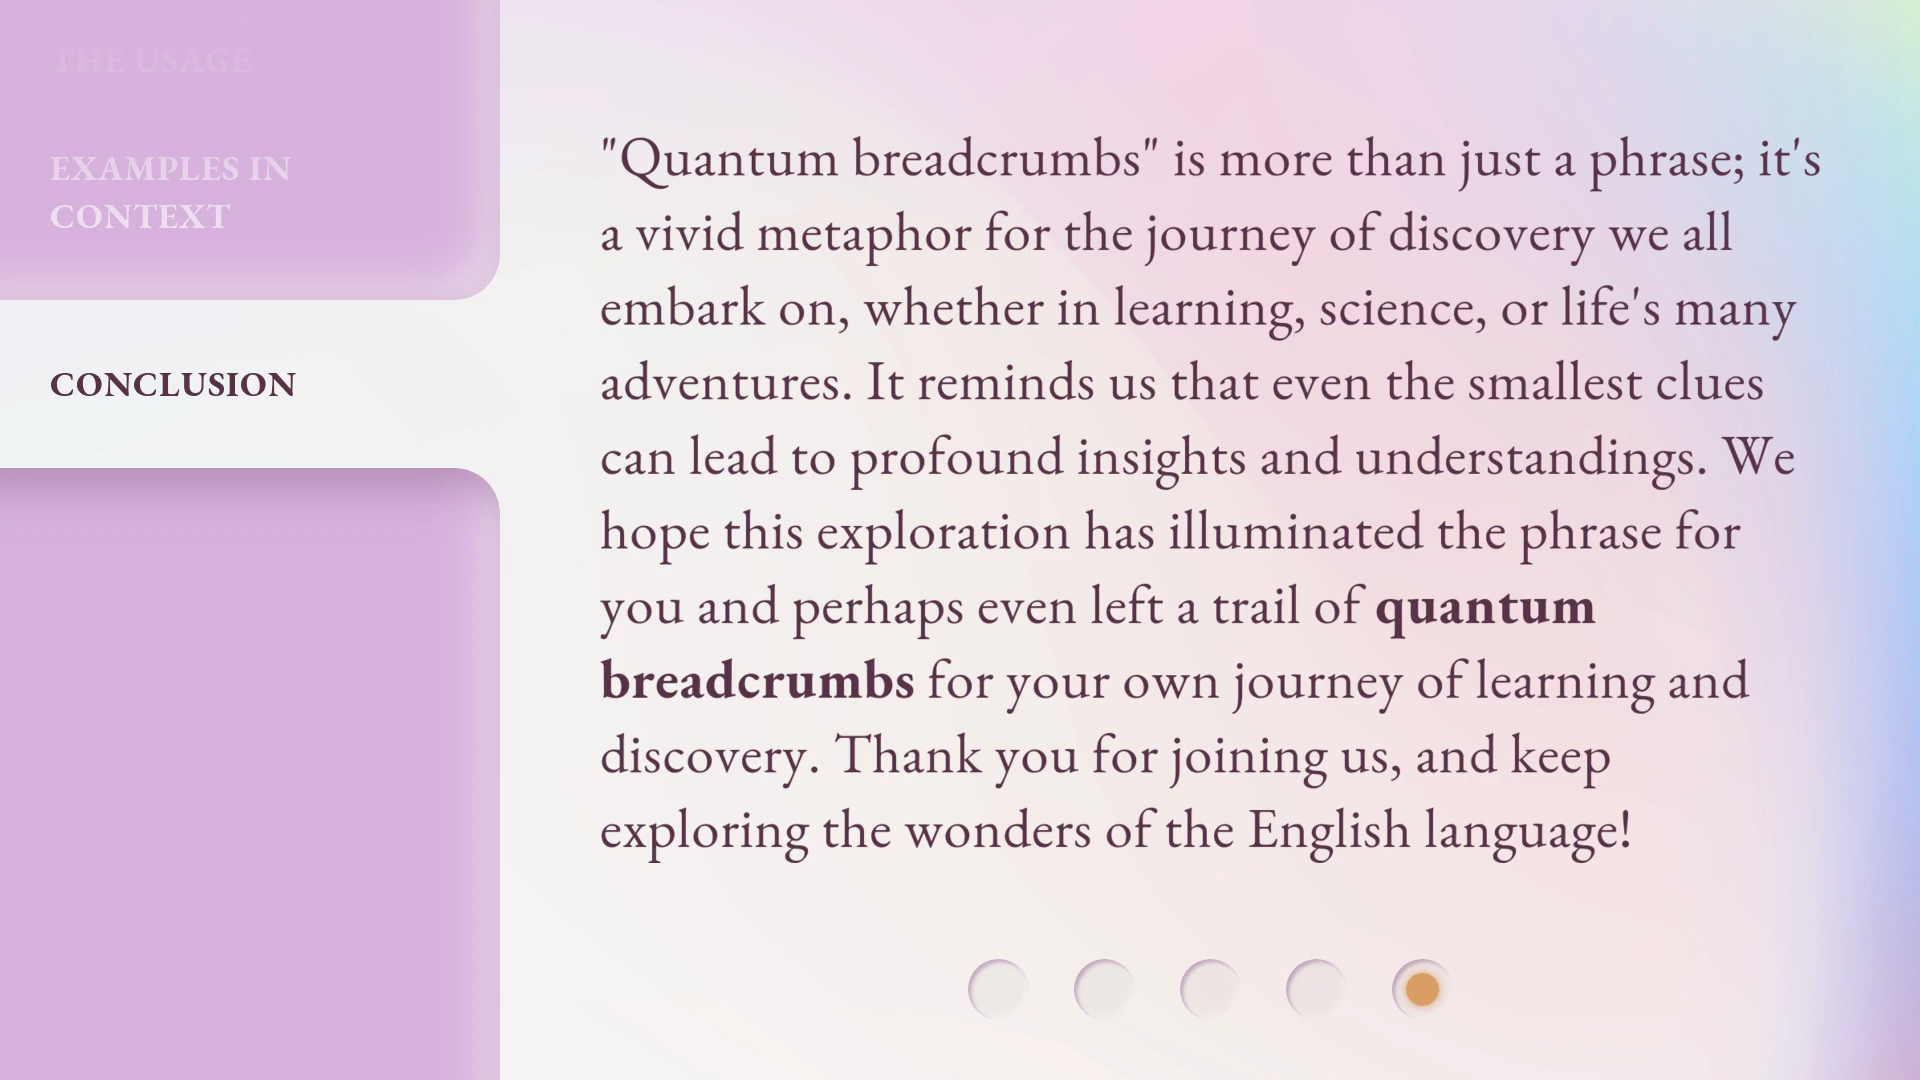 THE USAGE
EXAMPLES IN
CONTEXT
CONCLUSION
"Quantum breadcrumbs" is more than just a phrase; it's
a vivid metaphor for the journey of discovery we all
embark on, whether in learning, science, or life's many
adventures. It reminds us that even the smallest clues
can lead to profound insights and understandings. We
hope this exploration has illuminated the phrase for
you and perhaps even left a trail of quantum
breadcrumbs for your own journey of learning and
discovery. Thank you for joining us, and keep
exploring the wonders of the English language!